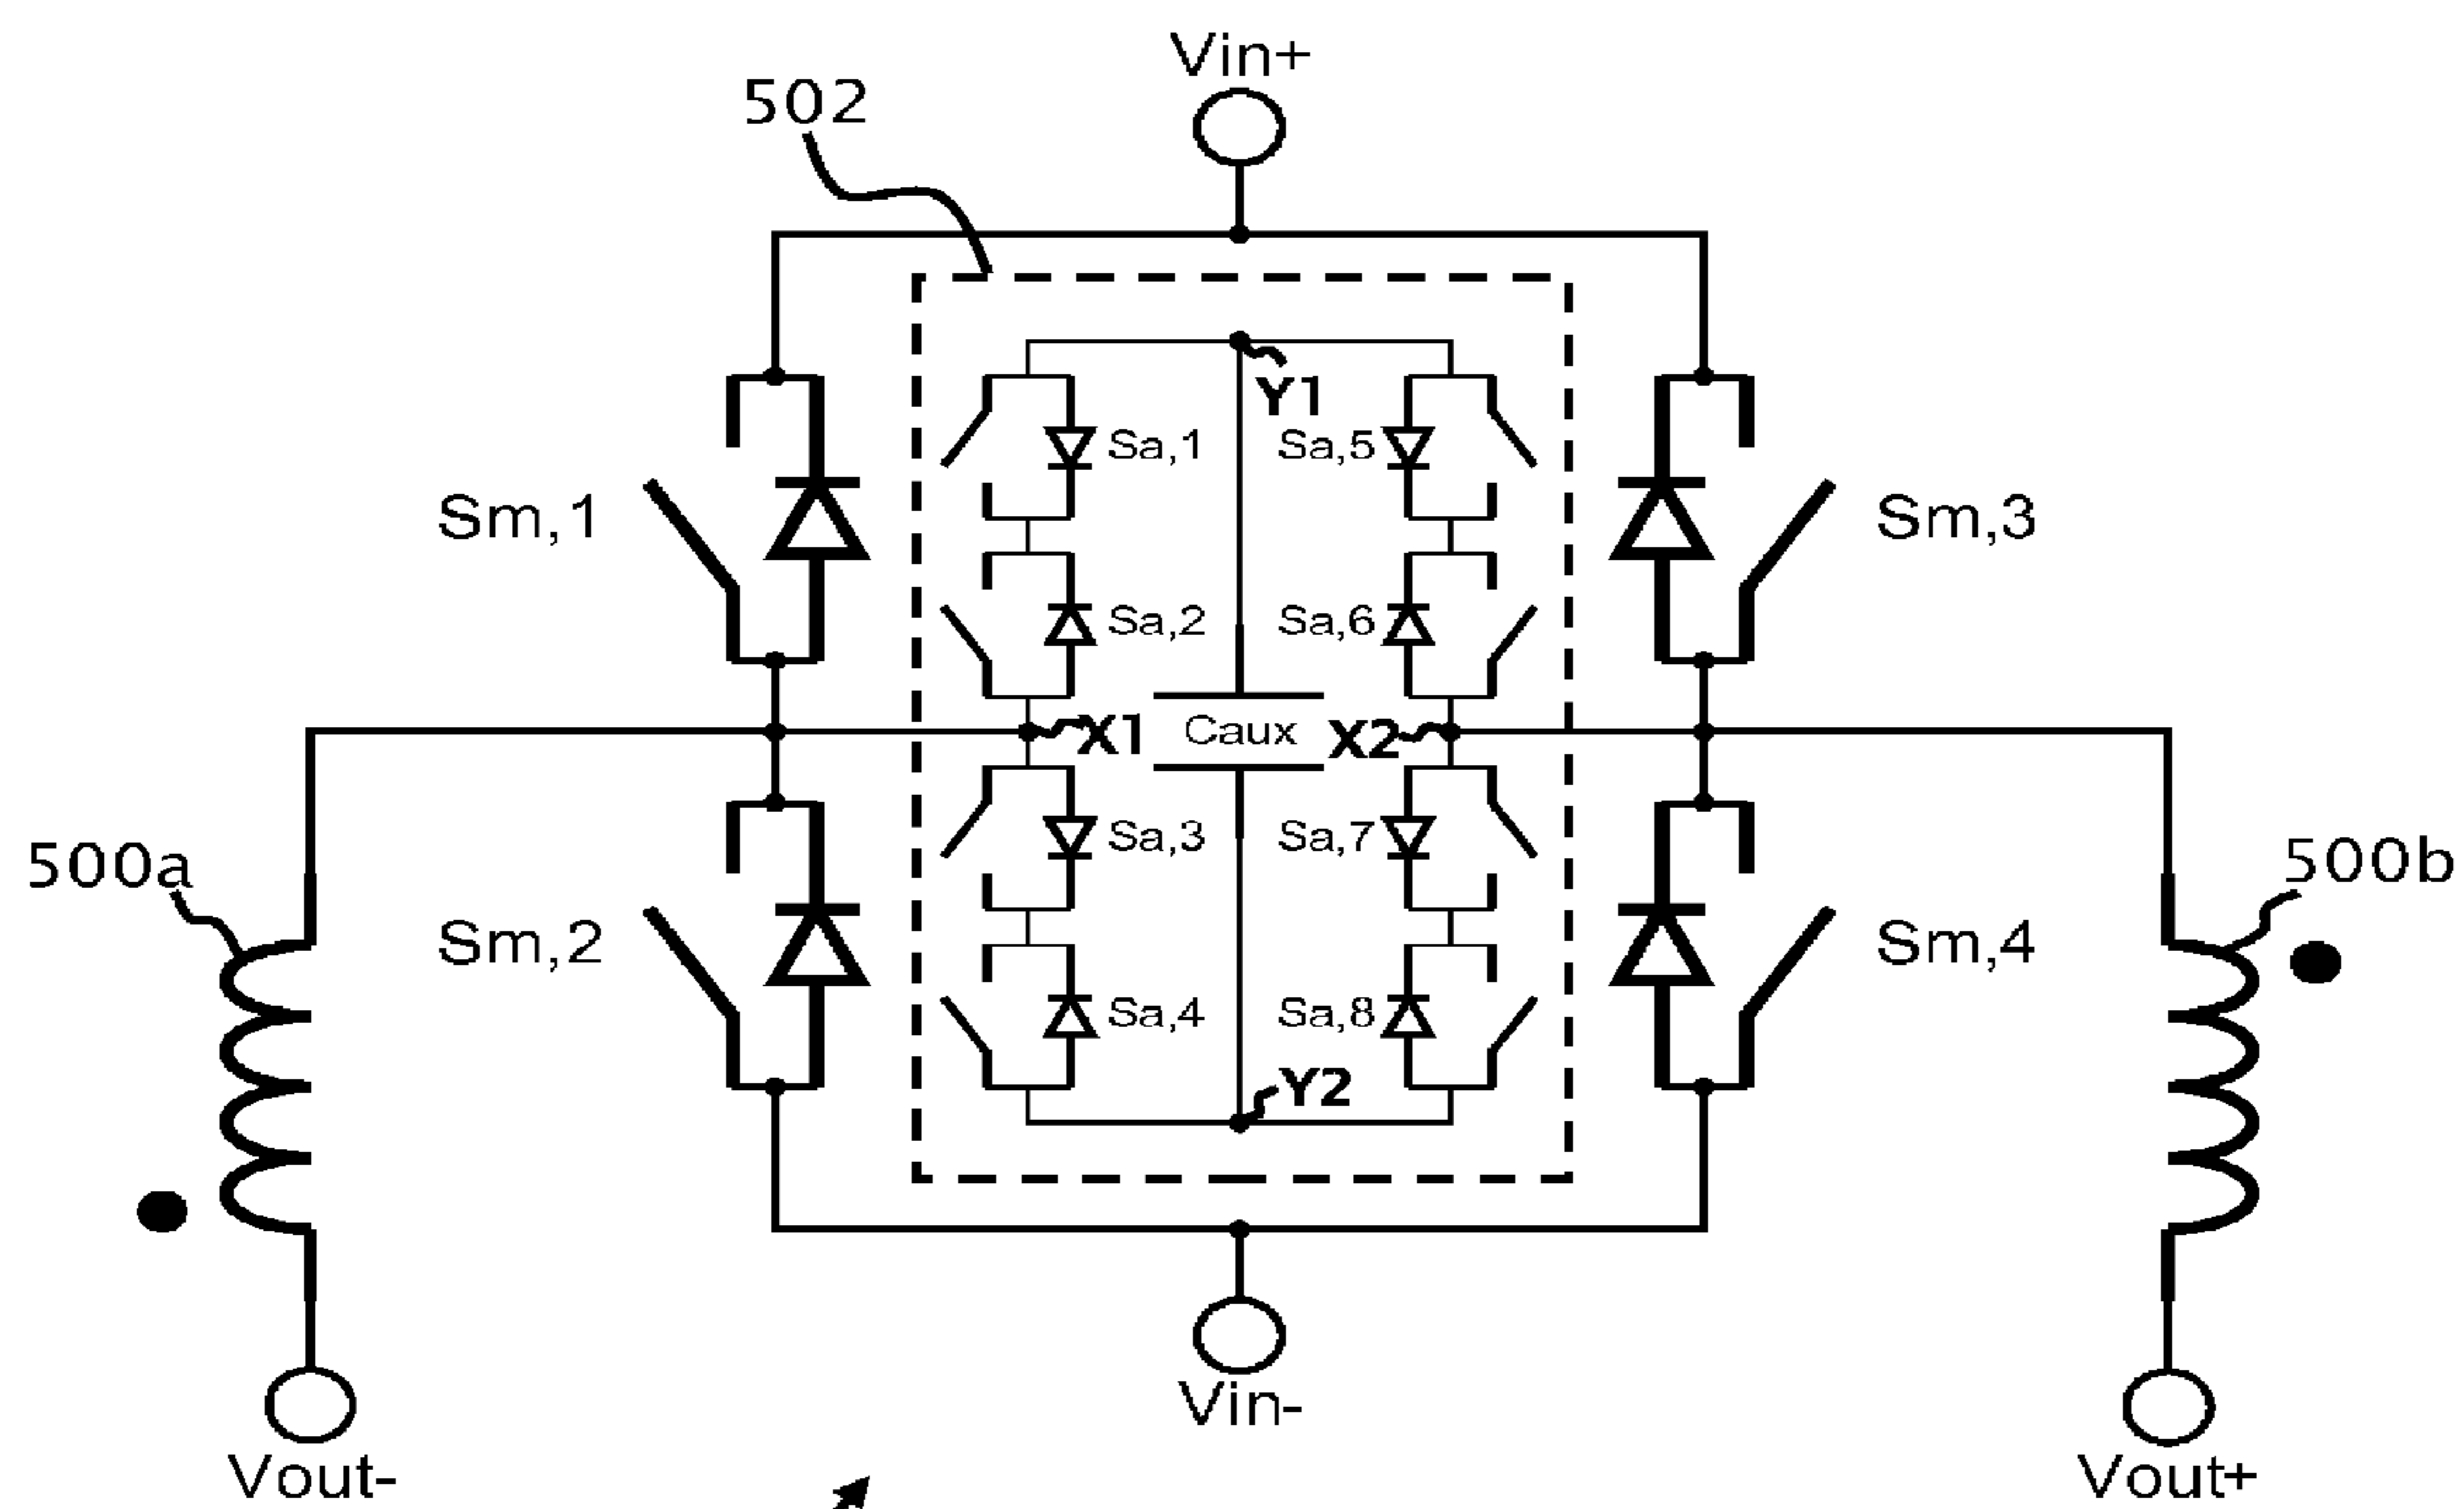 Vin+
502
Y1
Sa,1
Sa,5
Sm,1
Sm,3
Sa,2
Sa,6
X1
Caux
X2
Sa,3
Sa,7
500a
500b
Sm,2
Sm,4
Sa,4
Sa,8
Y2
Vin-
Vout-
Vout+